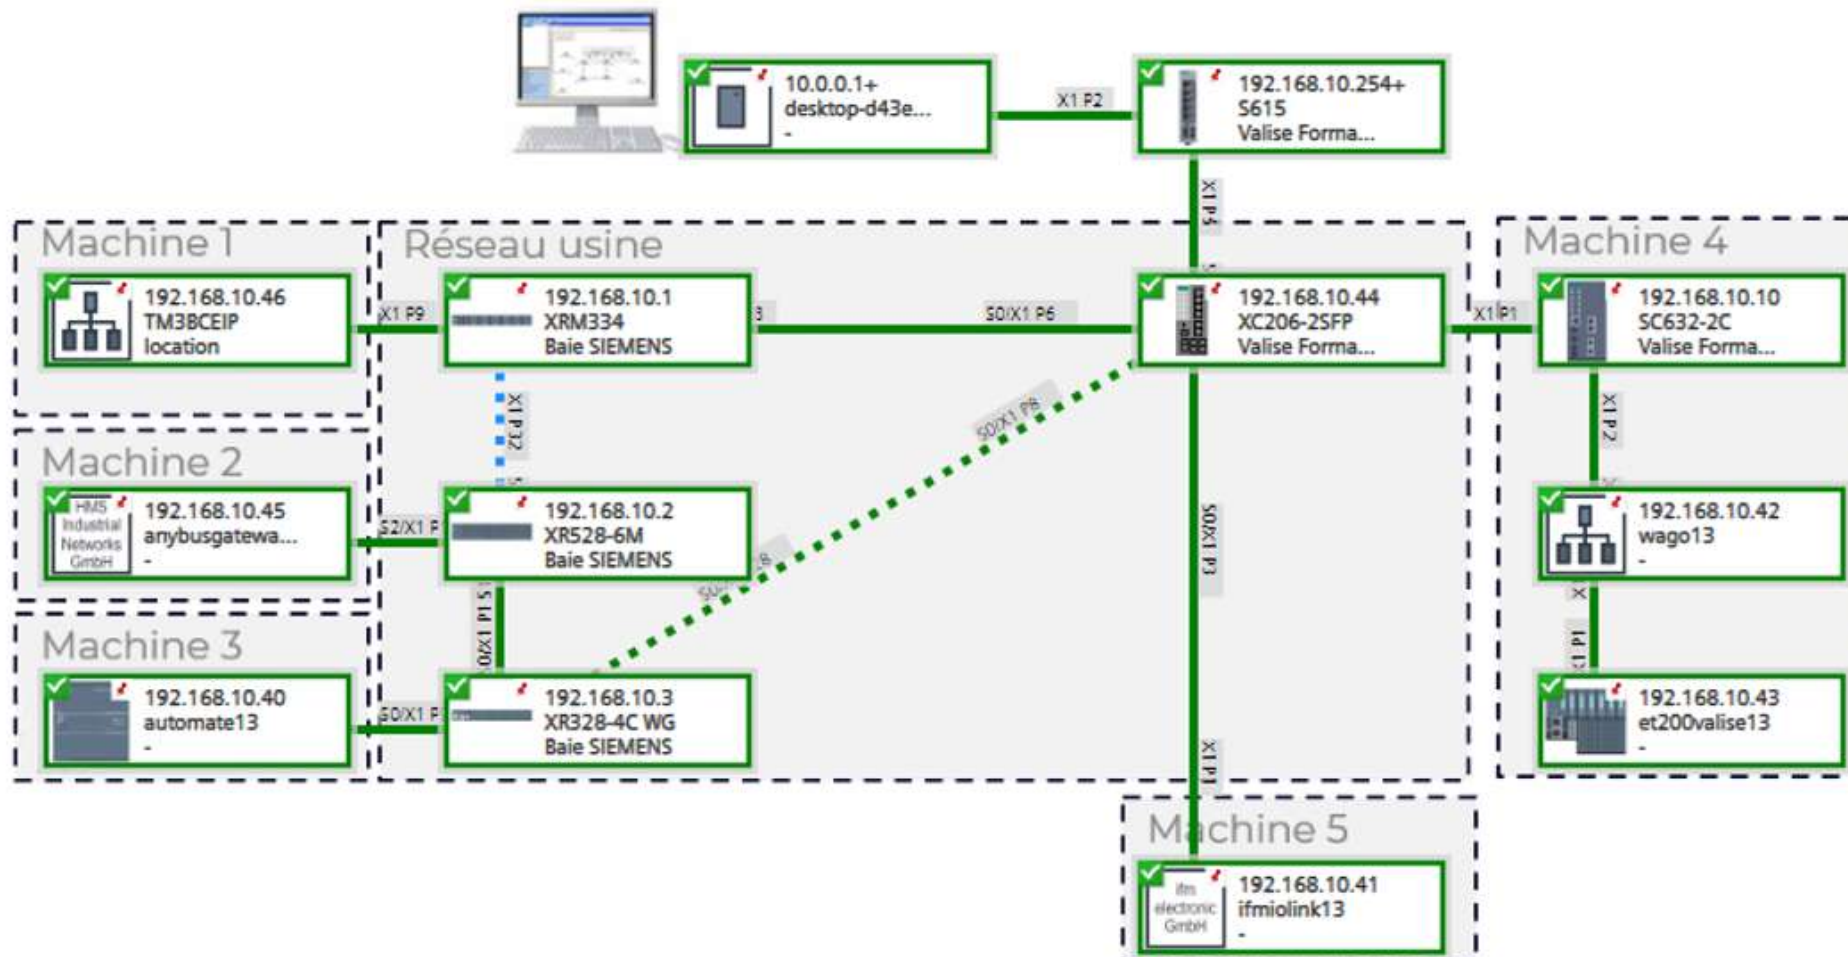 10.0.0.1+
desktop-d43e...
-
X1 P2
192.168.10.254+
S615
Valise Forma...
X1 P5
Machine 1
192.168.10.46
TM3BCEIP
location
X1 P9
Réseau usine
192.168.10.1
XRM334
Baie SIEMENS
3
S0/X1 P6
192.168.10.44
XC206-2SFP
Valise Forma...
X1 P1
Machine 4
192.168.10.10
SC632-2C
Valise Forma...
X1 P32
S0/X1 P8
X1 P2
Machine 2
HMS
Industrial
Networks
GmbH
192.168.10.45
anybusgatewa...
-
S2/X1 P
192.168.10.2
XR528-6M
Baie SIEMENS
S0/X1 P3
192.168.10.42
wago13
-
Machine 3
192.168.10.40
automate13
-
S0/X1 P
192.168.10.3
XR328-4C WG
Baie SIEMENS
X1 P1
192.168.10.43
et200valise13
-
Machine 5
ifm
electronic
GmbH
192.168.10.41
ifmiolink13
-